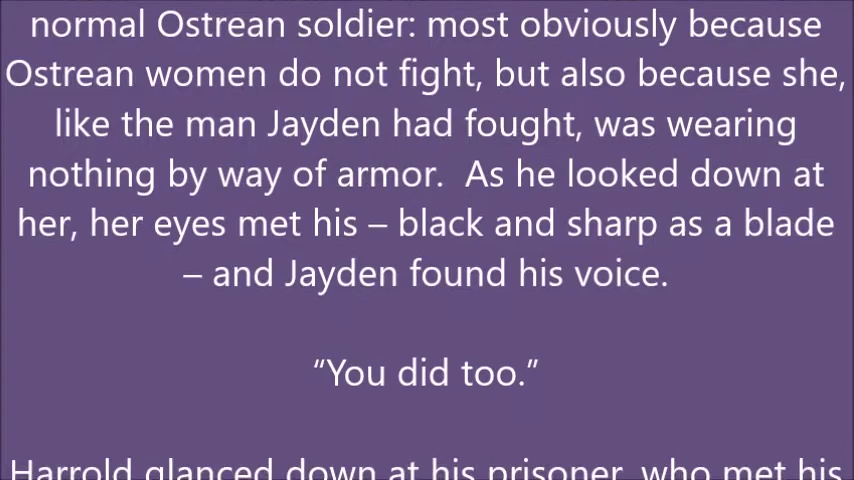 normal Ostrean soldier: most obviously because
Ostrean women do not fight, but also because she,
like the man Jayden had fought, was wearing
nothing by way of armor.  As he looked down at
her, her eyes met his – black and sharp as a blade
– and Jayden found his voice.
“You did too.”
Harrold glanced down at his prisoner, who met his